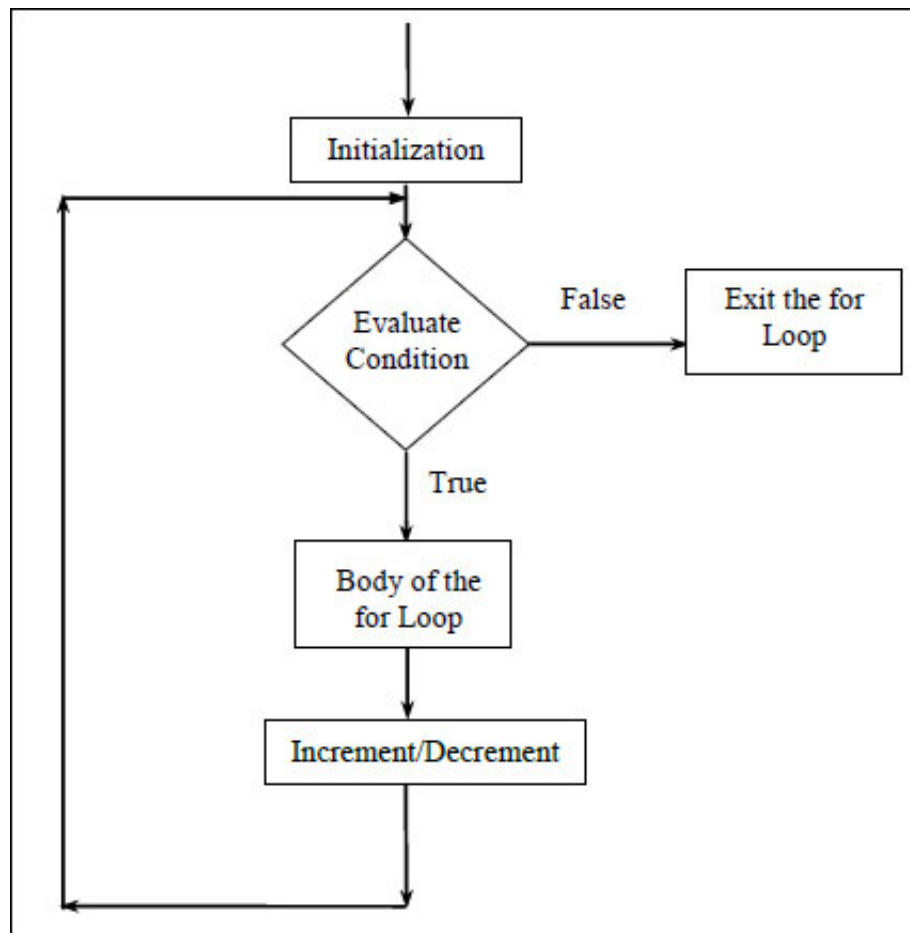 Initialization
Evaluate
Condition
False
Exit the for
Loop
True
Body of the
for Loop
Increment/Decrement